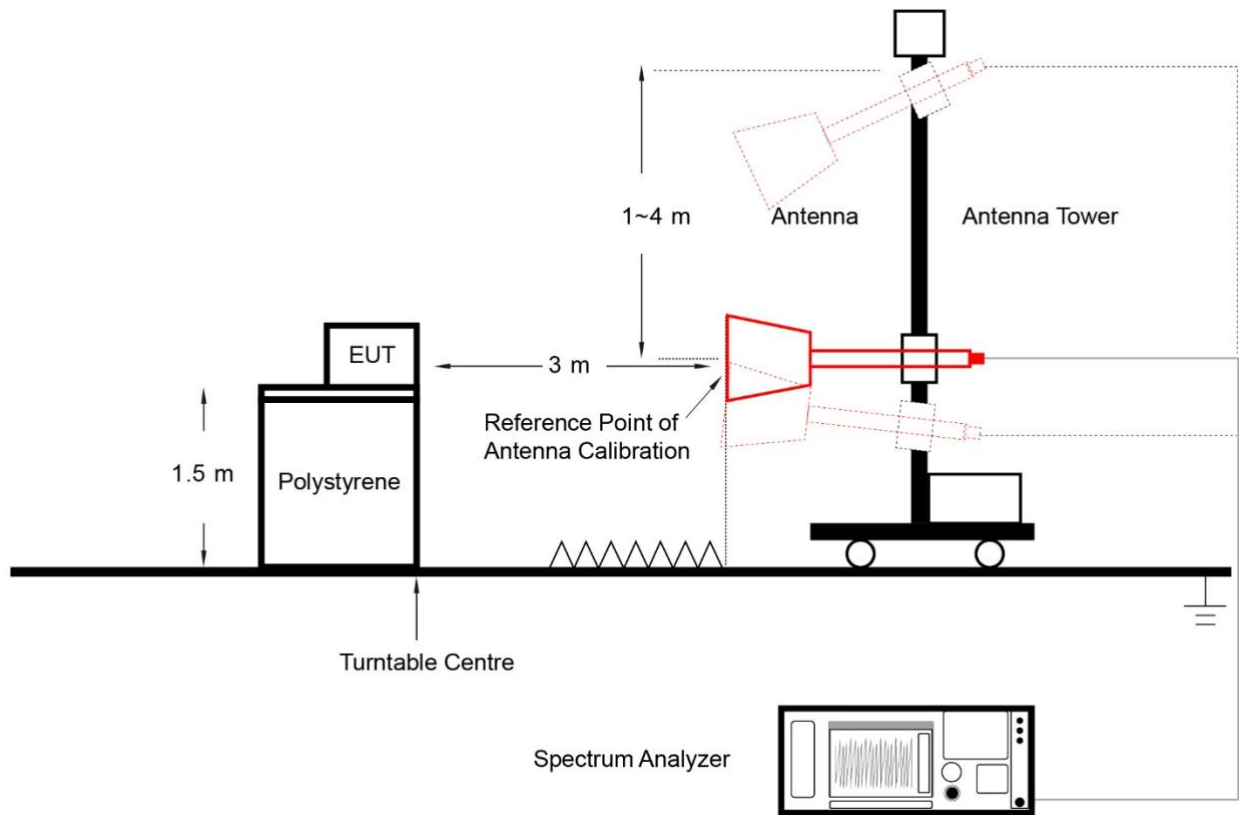 1~4 m
Antenna
Antenna Tower
EUT
3 m
Reference Point of
Antenna Calibration
1.5 m
Polystyrene
Turntable Centre
Spectrum Analyzer